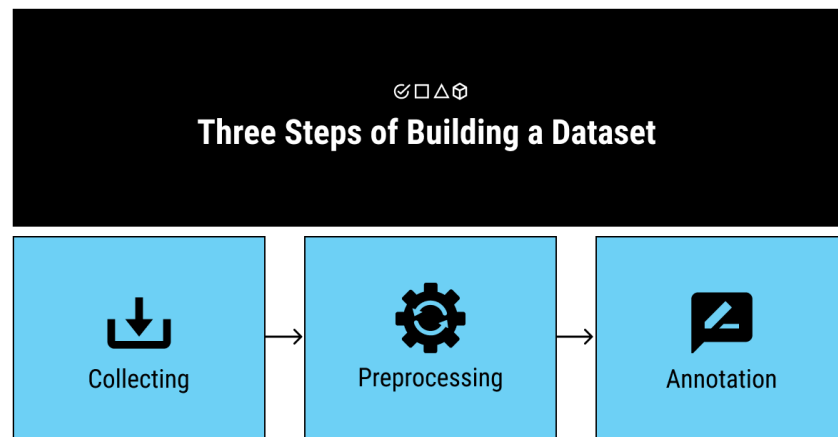 Three Steps of Building a Dataset
Collecting
Preprocessing
Annotation